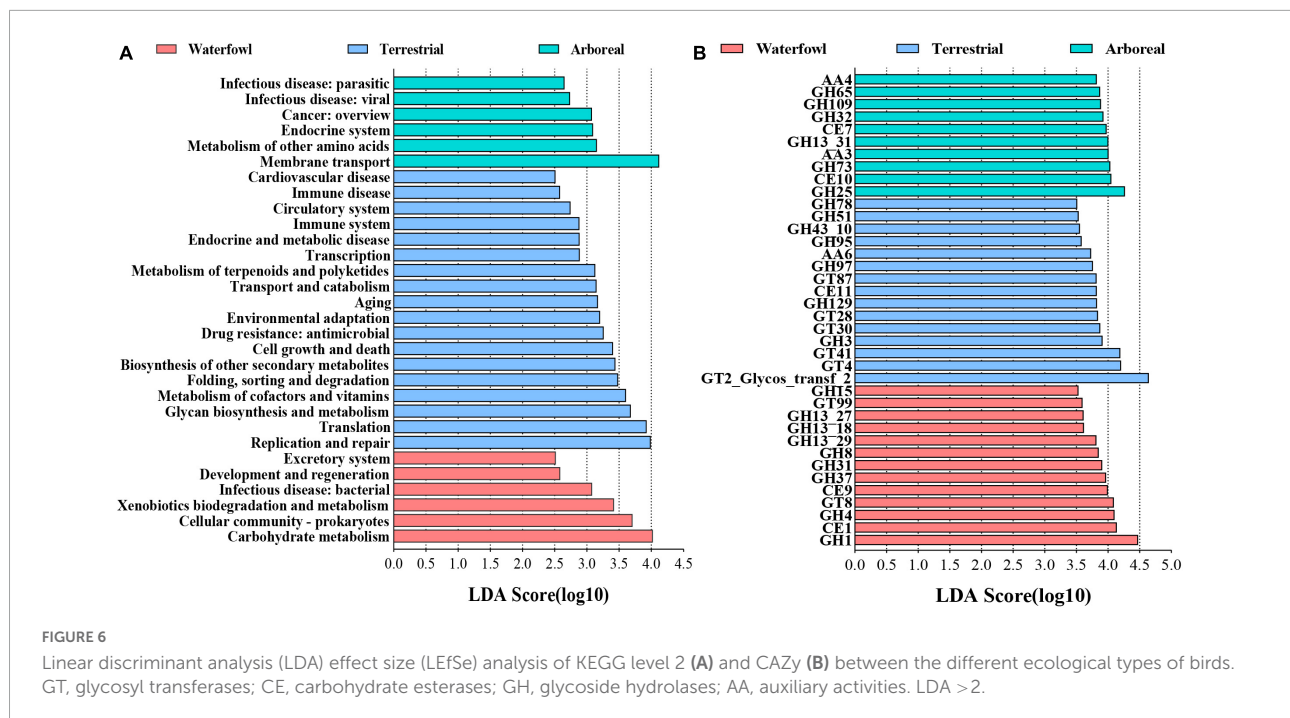 A
Waterfowl Terrestrial Arboreal
Infectious disease: parasitic
Infectious disease: viral
Cancer: overview
Endocrine system
Metabolism of other amino acids
Membrane transport
Cardiovascular disease
Immune disease
Circulatory system
Immune system
Endocrine and metabolic disease
Transcription
Metabolism of terpenoids and polyketides
Transport and catabolism
Aging
Environmental adaptation
Drug resistance: antimicrobial
Cell growth and death
Biosynthesis of other secondary metabolites
Folding, sorting and degradation
Metabolism of cofactors and vitamins
Glycan biosynthesis and metabolism
Translation
Replication and repair
Excretory system
Development and regeneration
Infectious disease: bacterial
Xenobiotics biodegradation and metabolism
Cellular community - prokaryotes
Carbohydrate metabolism
0.0 0.5 1.0 1.5 2.0 2.5 3.0 3.5 4.0 4.5
LDA Score(log10)
B
Waterfowl Terrestrial Arboreal
AA4
GH65
GH109
GH32
CE7
GH13_31
AA3
GH73
CE10
GH25
GH78
GH51
GH43_10
GH95
AA6
GH97
GT87
CE11
GH129
GT28
GT30
GH3
GT41
GT4
GT2_Glycos_transf_2
GH15
GT99
GH13_27
GH13_18
GH13_29
GH8
GH31
GH37
CE9
GT8
GH4
CE1
GH1
0.0 0.5 1.0 1.5 2.0 2.5 3.0 3.5 4.0 4.5 5.0
LDA Score(log10)
FIGURE 6
Linear discriminant analysis (LDA) effect size (LEfSe) analysis of KEGG level 2 (A) and CAZy (B) between the different ecological types of birds.
GT, glycosyl transferases; CE, carbohydrate esterases; GH, glycoside hydrolases; AA, auxiliary activities. LDA >2.